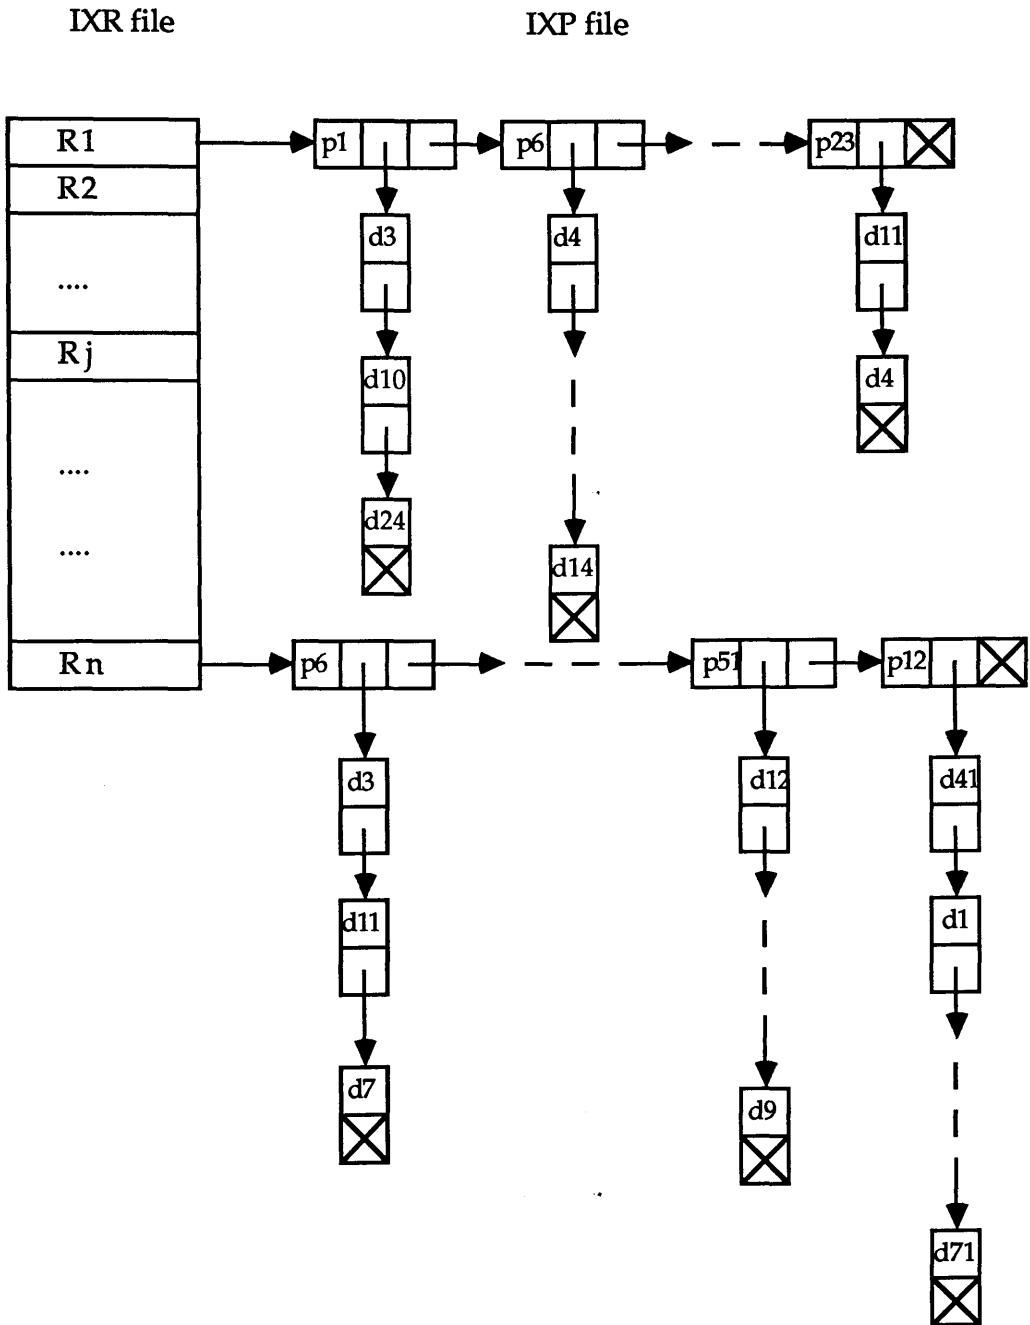 IXR file IXP file
R1 p1 p6 p23
R2
d3 d4 d11
....
Rj
d10 d4
....
d24
....
d14
Rn p6 p51 p12
d3 d12 d41
d11 d1
d7
d9
d71